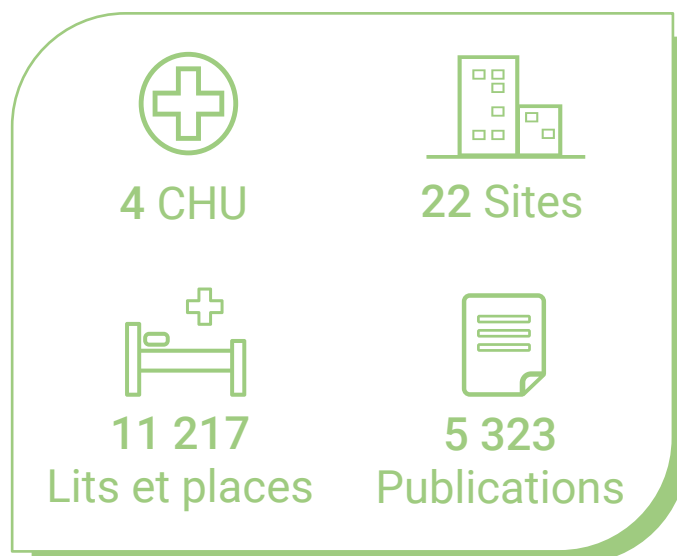 4 CHU
22 Sites
11 217
Lits et places
5 323
Publications